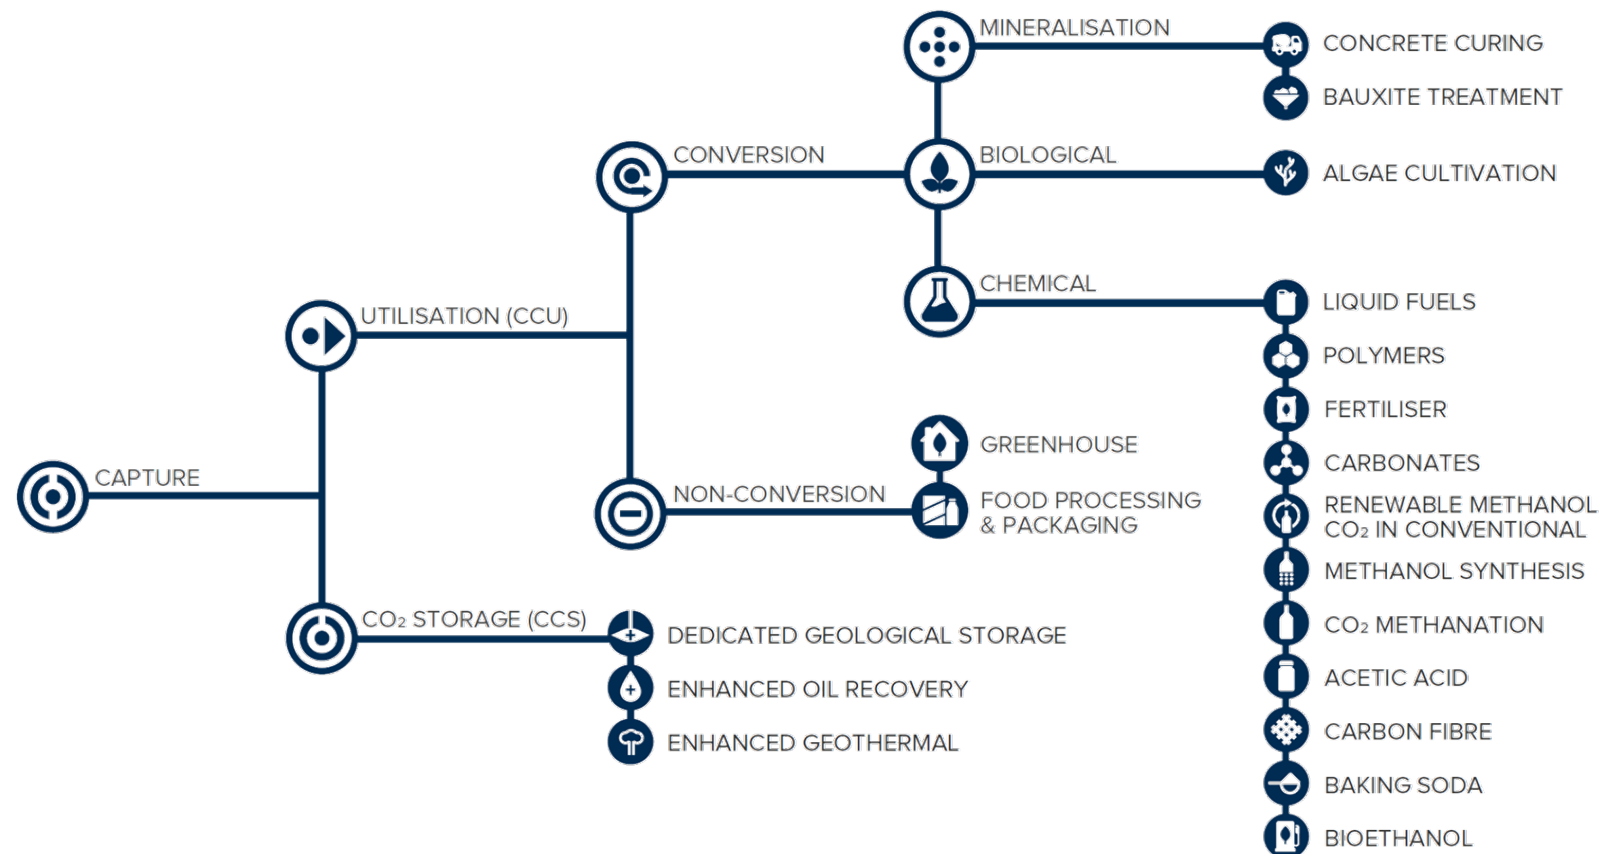 MINERALISATION
CONCRETE CURING
BAUXITE TREATMENT
CONVERSION
BIOLOGICAL
ALGAE CULTIVATION
CHEMICAL
LIQUID FUELS
UTILISATION (CCU)
POLYMERS
FERTILISER
GREENHOUSE
CARBONATES
CAPTURE
NON-CONVERSION
FOOD PROCESSING
& PACKAGING
RENEWABLE METHANOL
CO₂ IN CONVENTIONAL
METHANOL SYNTHESIS
CO₂ STORAGE (CCS)
DEDICATED GEOLOGICAL STORAGE
CO₂ METHANATION
ENHANCED OIL RECOVERY
ACETIC ACID
ENHANCED GEOTHERMAL
CARBON FIBRE
BAKING SODA
BIOETHANOL